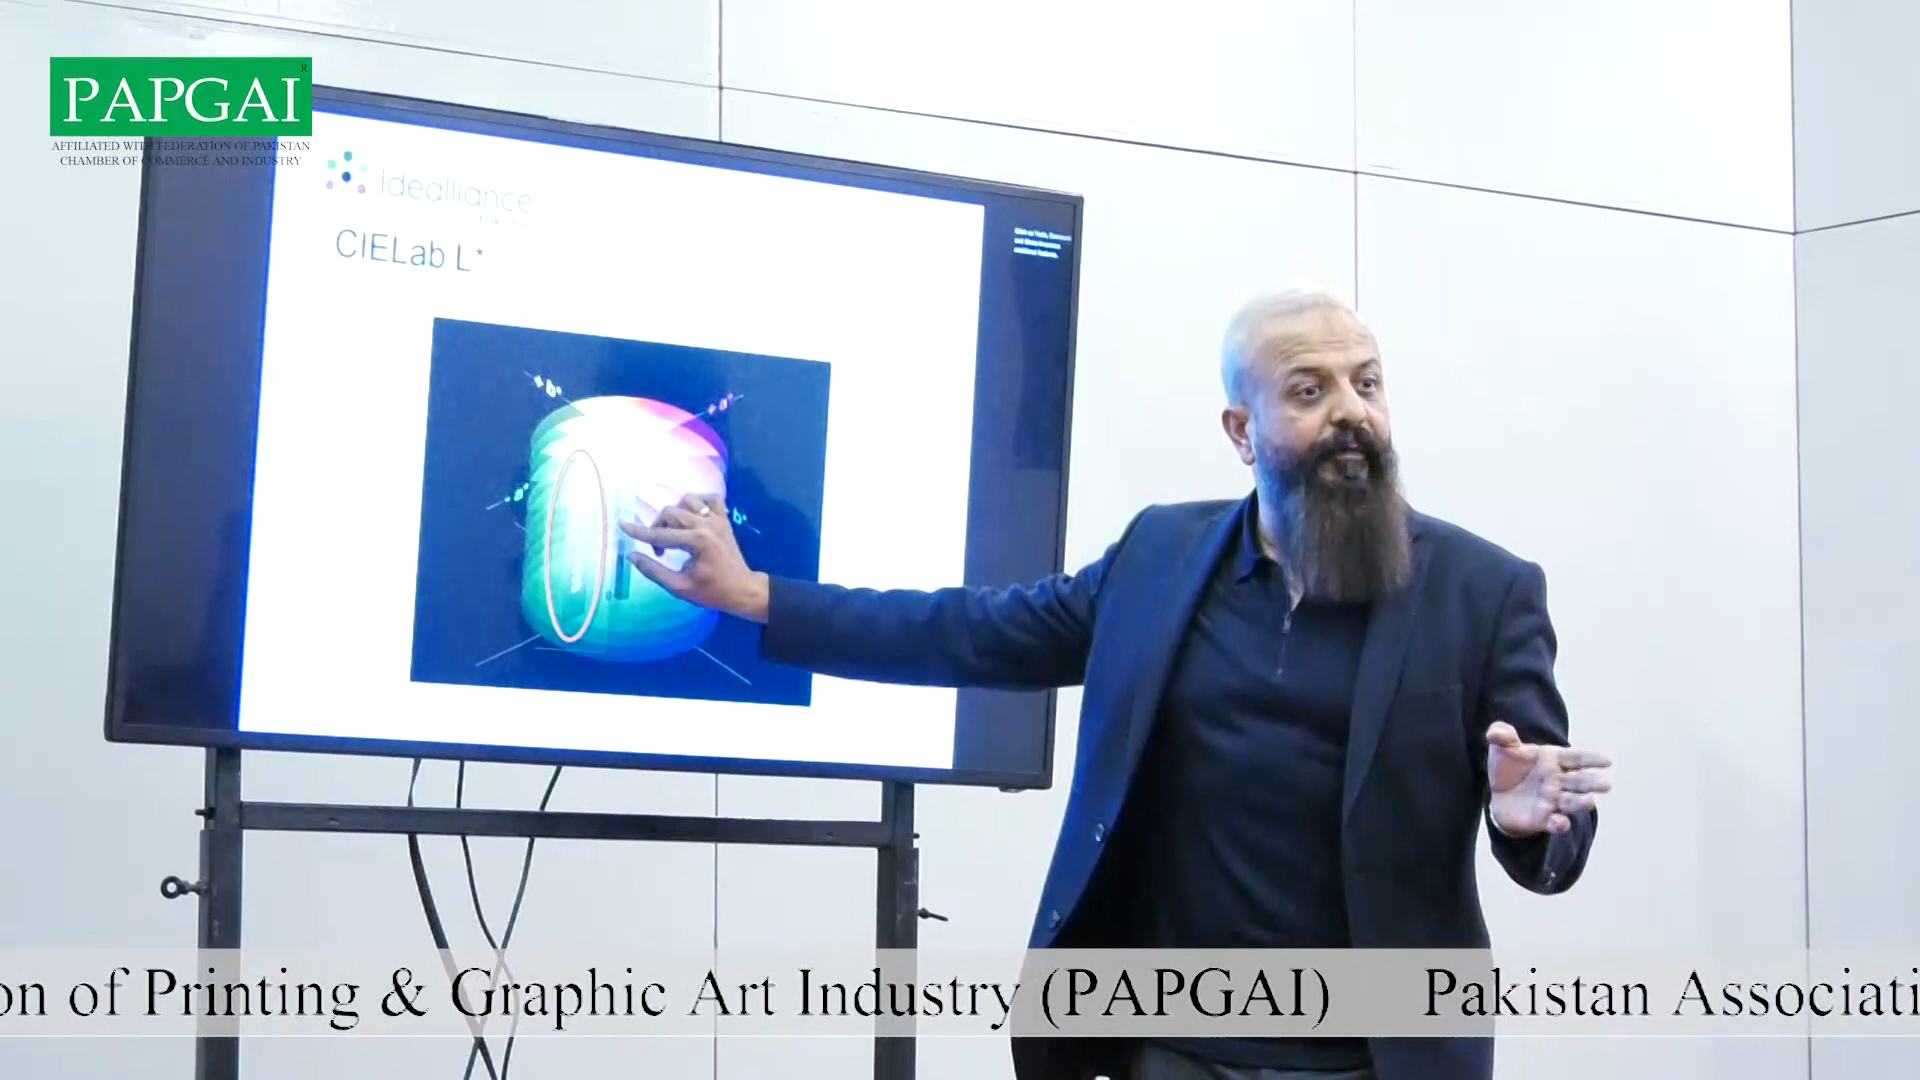 PAPGAI
R
AFFILIATED WITH FEDERATION OF PAKISTAN
CHAMBER OF COMMERCE AND INDUSTRY
Idealliance
CIELab L*
+b*
+a*
-a*
-b*
on of Printing & Graphic Art Industry (PAPGAI) Pakistan Associati